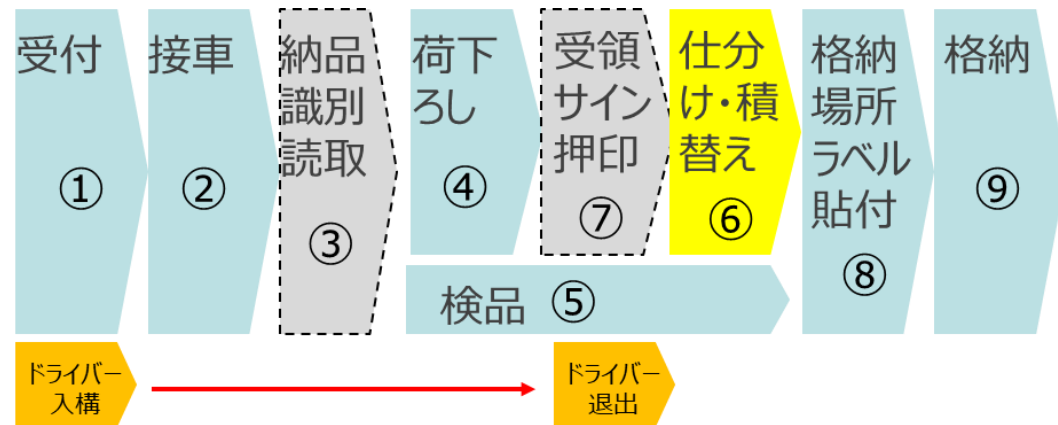 受付
①
接車
②
納品
識別
読取
③
荷下
ろし
④
受領
サイン
押印
⑦
仕分
け・積
替え
⑥
検品 ⑤
格納
場所
ラベル
貼付
⑧
格納
⑨
ドライバー
入構
ドライバー
退出